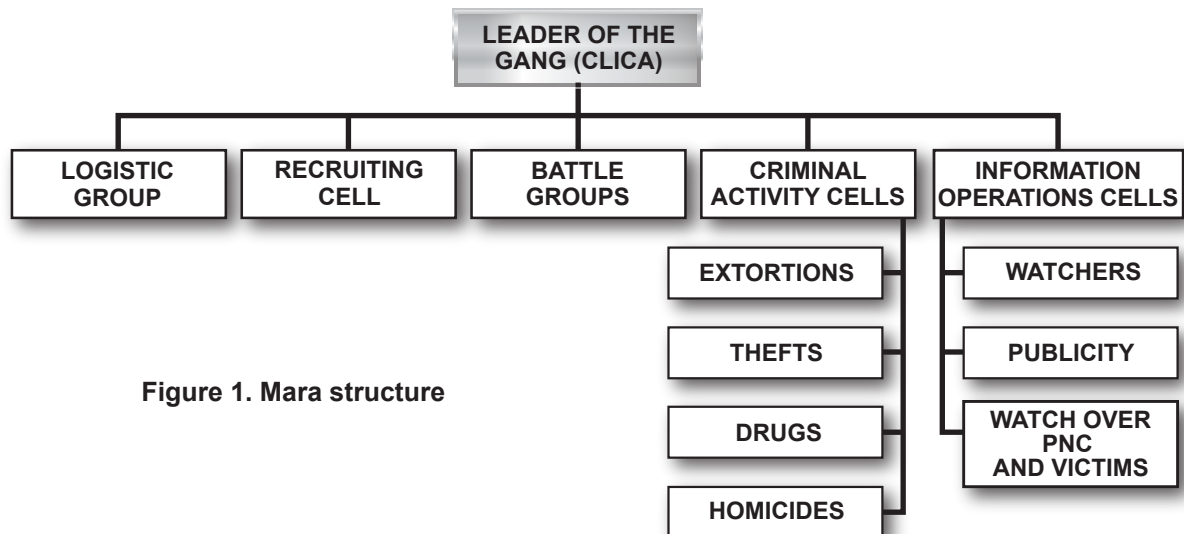 LEADER OF THE
GANG (CLICA)
LOGISTIC
GROUP
RECRUITING
CELL
BATTLE
GROUPS
CRIMINAL
ACTIVITY CELLS
INFORMATION
OPERATIONS CELLS
EXTORTIONS
THEFTS
DRUGS
HOMICIDES
WATCHERS
PUBLICITY
WATCH OVER
PNC
AND VICTIMS
Figure 1. Mara structure